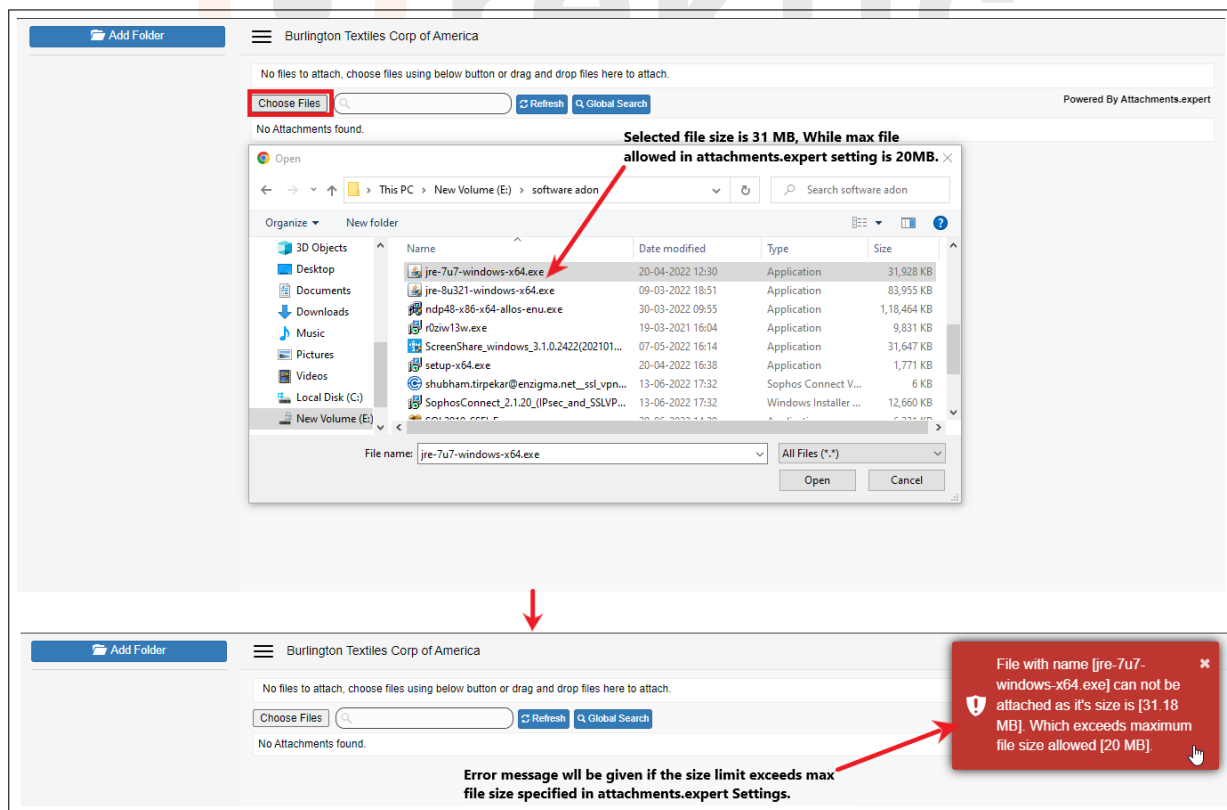 Add Folder
Burlington Textiles Corp of America
No files to attach, choose files using below button or drag and drop files here to attach.
Choose Files Refresh Global Search Powered By Attachments.expert
No Attachments found.
Selected file size is 31 MB, While max file
allowed in attachments.expert setting is 20MB.
Open
This PC > New Volume (E:) > software adon Search software adon
Organize New folder
3D Objects Name Date modified Type Size
Desktop jre-7u7-windows-x64.exe 20-04-2022 12:30 Application 31,928 KB
Documents jre-8u321-windows-x64.exe 09-03-2022 18:51 Application 83,955 KB
Downloads ndp48-x86-x64-allos-enu.exe 30-03-2022 09:55 Application 1,18,464 KB
Music r0ziw13w.exe 19-03-2021 16:04 Application 9,831 KB
Pictures ScreenShare_windows_3.1.0.2422(202101... 07-05-2022 16:14 Application 31,647 KB
Videos setup-x64.exe 20-04-2022 16:38 Application 1,771 KB
Local Disk (C:) shubham.tirpekar@enzigma.net__ssl_vpn... 13-06-2022 17:32 Sophos Connect V... 6 KB
New Volume (E:) SophosConnect_2.1.20_(IPsec_and_SSLVP... 13-06-2022 17:32 Windows Installer ... 12,660 KB
File name: jre-7u7-windows-x64.exe All Files (*.*)
Open Cancel
Add Folder
Burlington Textiles Corp of America
No files to attach, choose files using below button or drag and drop files here to attach.
Choose Files Refresh Global Search
No Attachments found.
File with name [jre-7u7-
windows-x64.exe] can not be
attached as it's size is [31.18
MB]. Which exceeds maximum
file size allowed [20 MB].
Error message wll be given if the size limit exceeds max
file size specified in attachments.expert Settings.